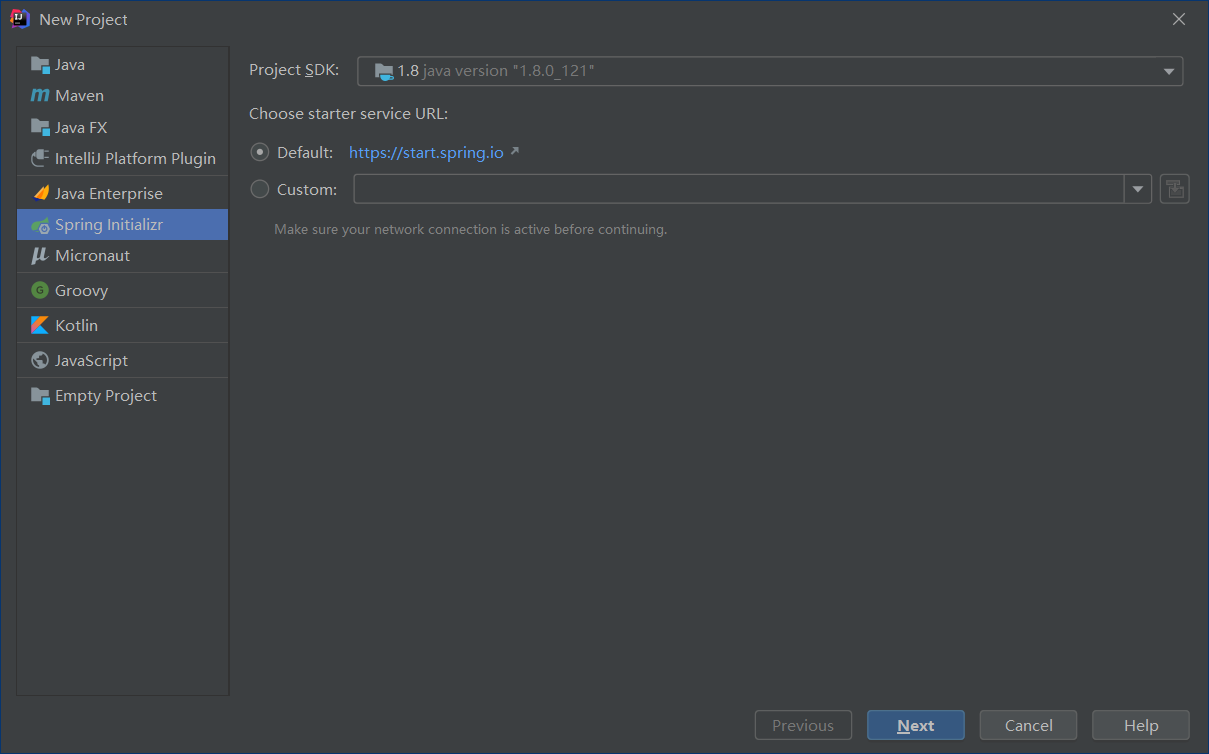 New Project
Java
Maven
Java FX
IntelliJ Platform Plugin
Java Enterprise
Spring Initializr
Micronaut
Groovy
Kotlin
JavaScript
Empty Project
Project SDK: 1.8 java version "1.8.0_121"
Choose starter service URL:
Default: https://start.spring.io
Custom:
Make sure your network connection is active before continuing.
Previous Next Cancel Help